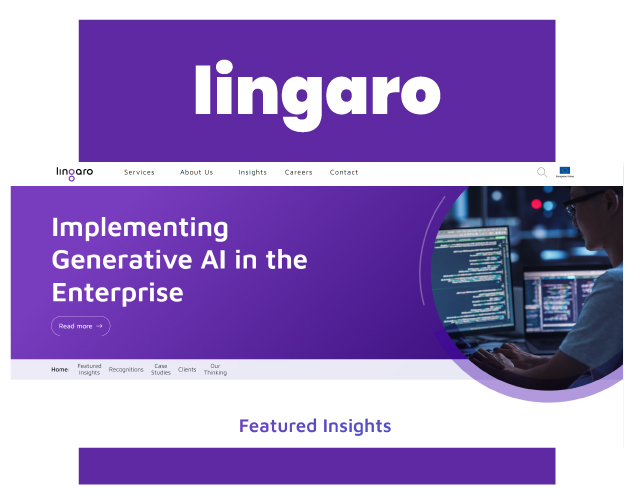 lingaro
lingaro
Services About Us Insights Careers Contact
Implementing
Generative AI in the
Enterprise
Read more →
Home Featured Insights Recognitions Case Studies Clients Our Thinking
Featured Insights